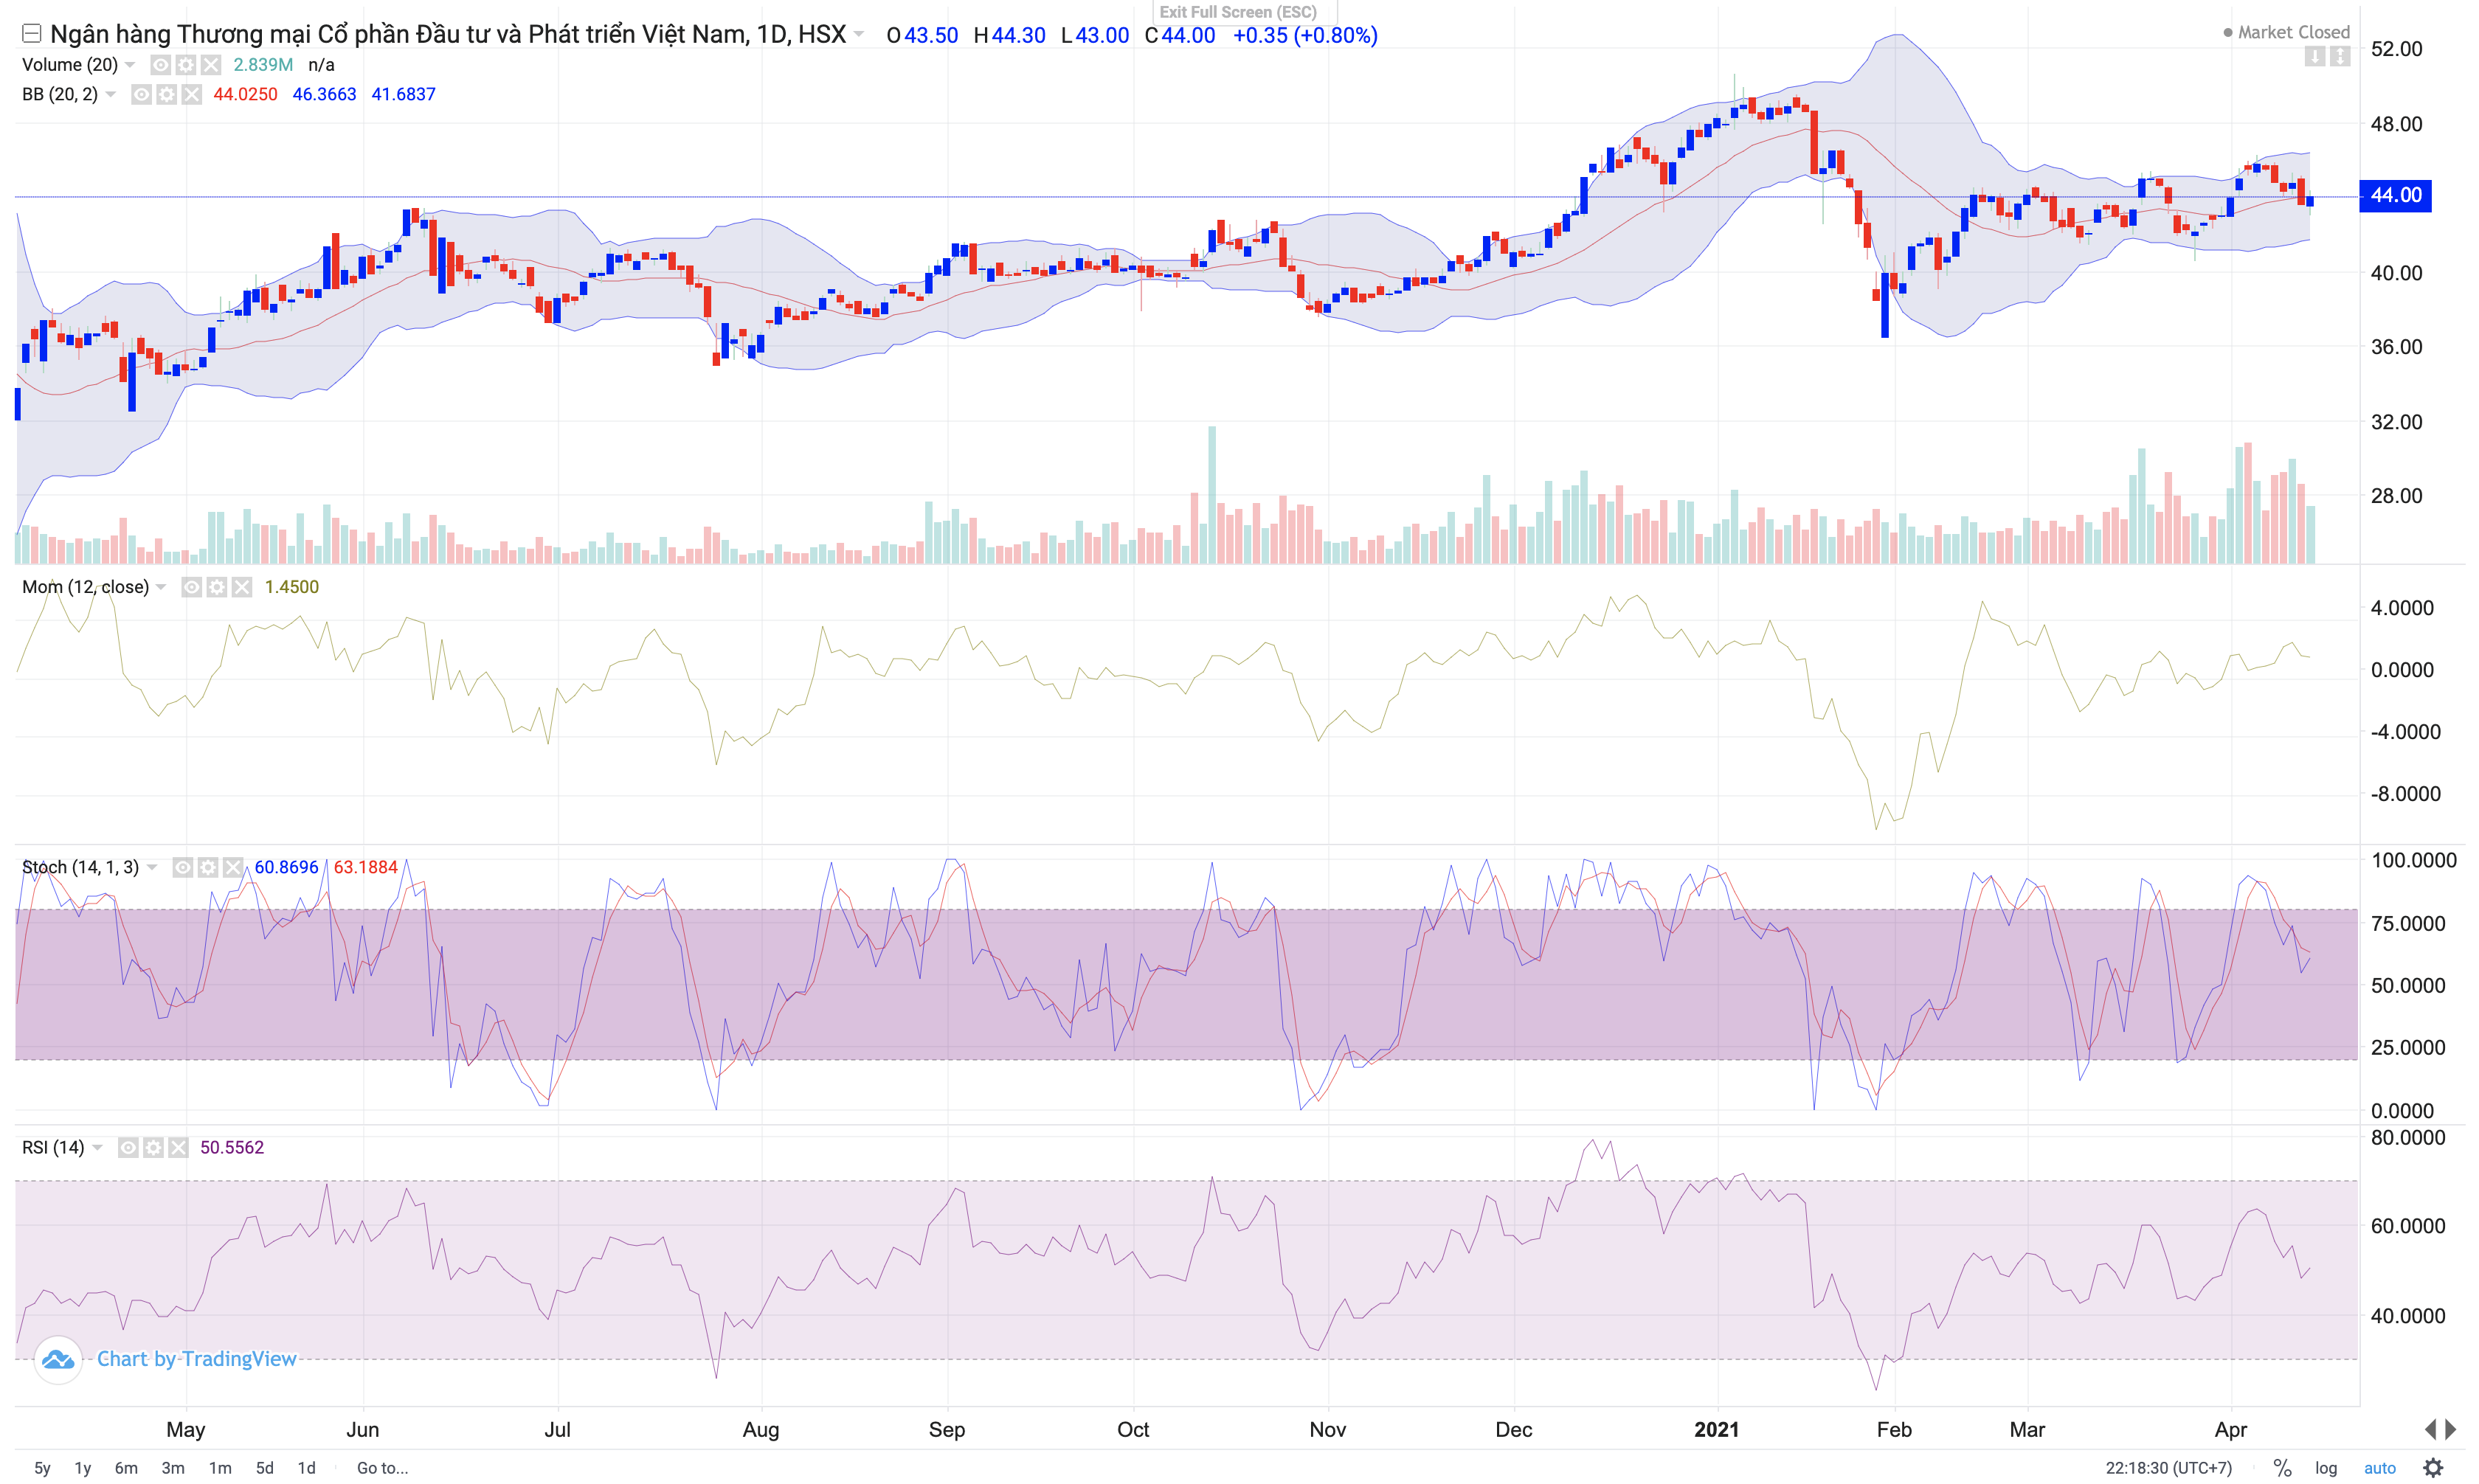 Exit Full Screen (ESC)
Ngân hàng Thương mại Cổ phần Đầu tư và Phát triển Việt Nam, 1D, HSX O 43.50 H 44.30 L 43.00 C 44.00 +0.35 (+0.80%)
Market Closed
Volume (20) 2.839M n/a
BB (20, 2) 44.0250 46.3663 41.6837
52.00
48.00
44.00
40.00
36.00
32.00
28.00
Mom (12, close) 1.4500
4.0000
0.0000
-4.0000
-8.0000
Stoch (14, 1, 3) 60.8696 63.1884
100.0000
75.0000
50.0000
25.0000
0.0000
RSI (14) 50.5562
80.0000
60.0000
40.0000
Chart by TradingView
May Jun Jul Aug Sep Oct Nov Dec 2021 Feb Mar Apr
5y 1y 6m 3m 1m 5d 1d Go to... 22:18:30 (UTC+7) % log auto